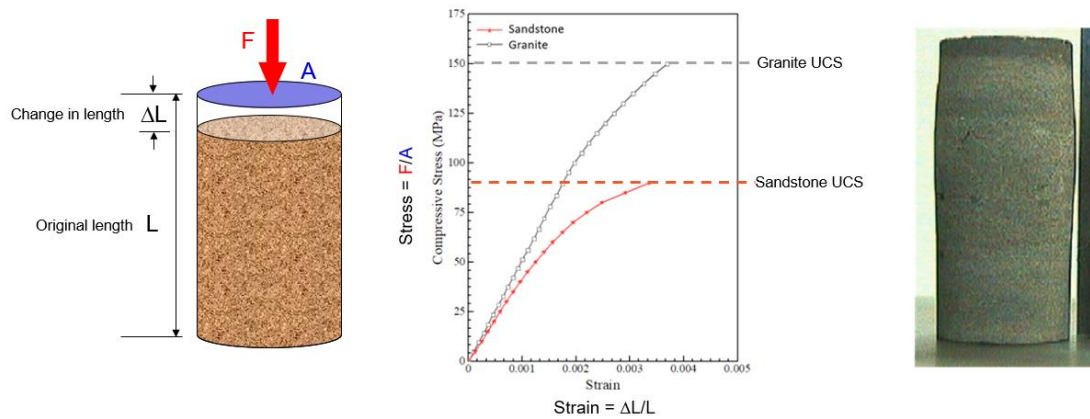 F
A
Change in length ΔL
Original length L
Stress = F/A
Compressive Stress (MPa)
175
150
125
100
75
50
25
0
Sandstone
Granite
Granite UCS
Sandstone UCS
0 0.001 0.002 0.003 0.004 0.005
Strain
Strain = ΔL/L